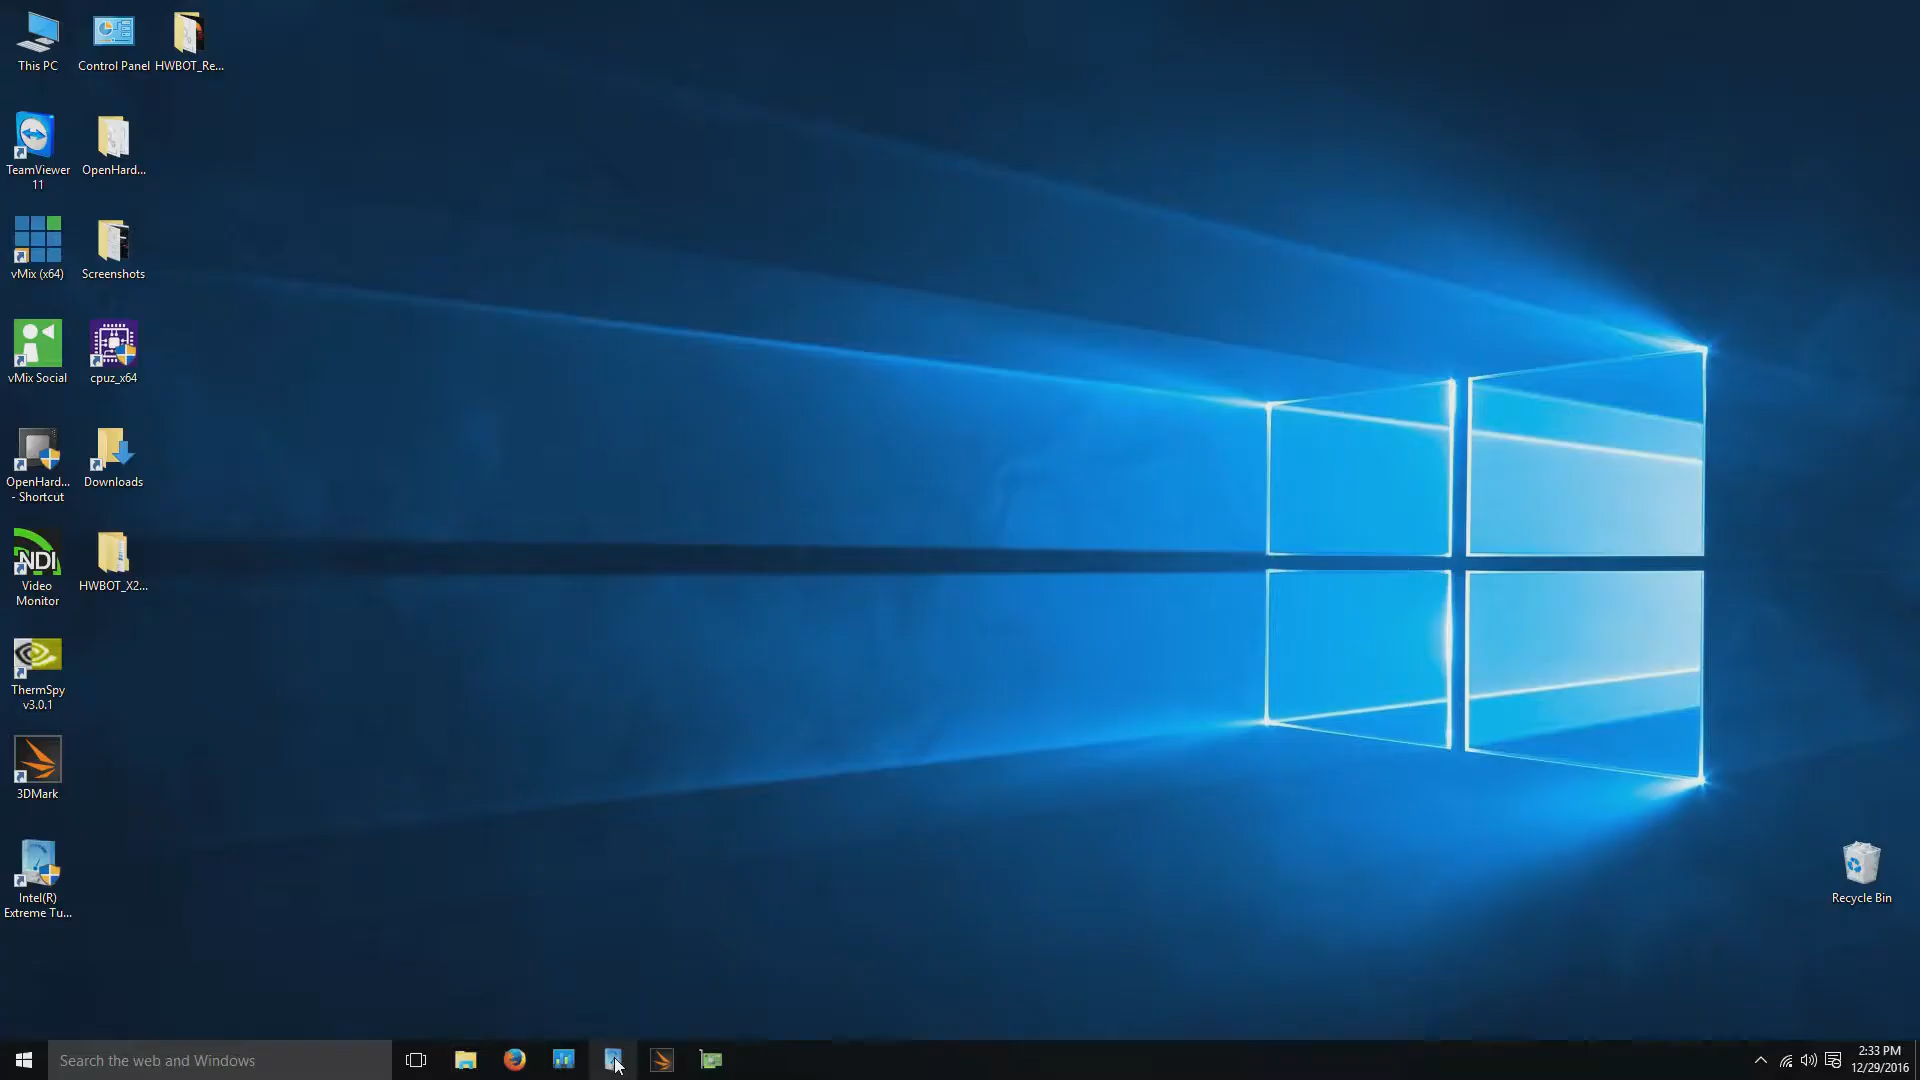 This PC
Control Panel
HWBOT_Re...
TeamViewer
11
OpenHard...
vMix (x64)
Screenshots
vMix Social
cpuz_x64
OpenHard...
- Shortcut
Downloads
NDI
Video
Monitor
HWBOT_X2...
ThermSpy
v3.0.1
3DMark
Intel(R)
Extreme Tu...
Recycle Bin
Search the web and Windows
2:33 PM
12/29/2016